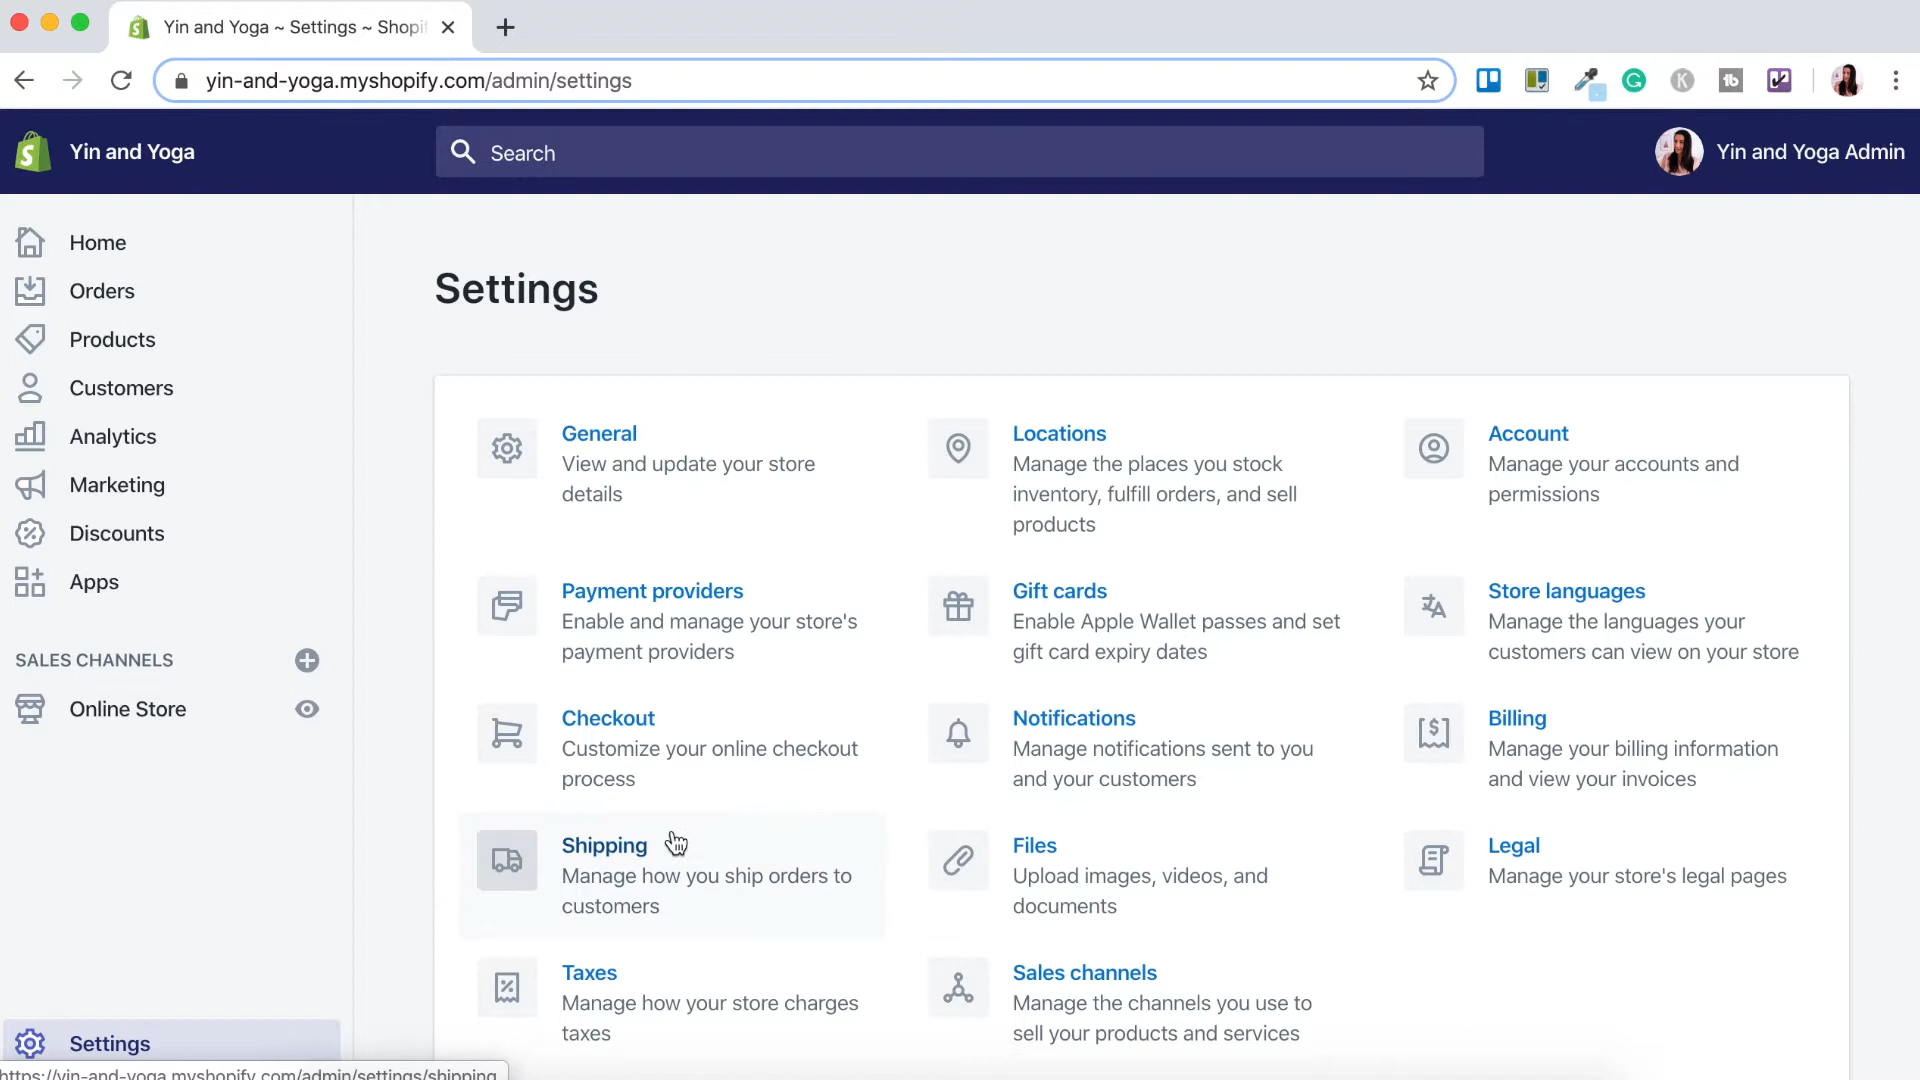 Yin and Yoga ~ Settings ~ Shopif
yin-and-yoga.myshopify.com/admin/settings
Yin and Yoga
Search
Yin and Yoga Admin
Home
Orders
Products
Customers
Analytics
Marketing
Discounts
Apps
SALES CHANNELS
Online Store
Settings
Settings
General
View and update your store
details
Locations
Manage the places you stock
inventory, fulfill orders, and sell
products
Account
Manage your accounts and
permissions
Payment providers
Enable and manage your store's
payment providers
Gift cards
Enable Apple Wallet passes and set
gift card expiry dates
Store languages
Manage the languages your
customers can view on your store
Checkout
Customize your online checkout
process
Notifications
Manage notifications sent to you
and your customers
Billing
Manage your billing information
and view your invoices
Shipping
Manage how you ship orders to
customers
Files
Upload images, videos, and
documents
Legal
Manage your store's legal pages
Taxes
Manage how your store charges
taxes
Sales channels
Manage the channels you use to
sell your products and services
https://yin-and-yoga.myshopify.com/admin/settings/shipping